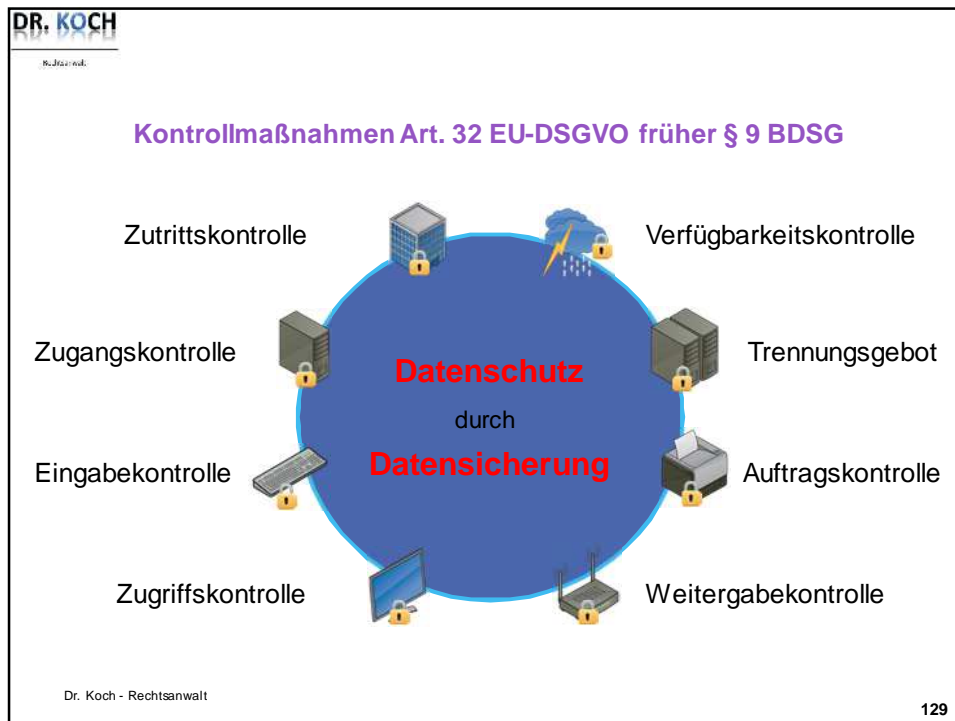 DR. KOCH
Rechtsanwalt
Kontrollmaßnahmen Art. 32 EU-DSGVO früher § 9 BDSG
Zutrittskontrolle
Verfügbarkeitskontrolle
Zugangskontrolle
Trennungsgebot
Datenschutz
durch
Datensicherung
Eingabekontrolle
Auftragskontrolle
Zugriffskontrolle
Weitergabekontrolle
Dr. Koch - Rechtsanwalt
129